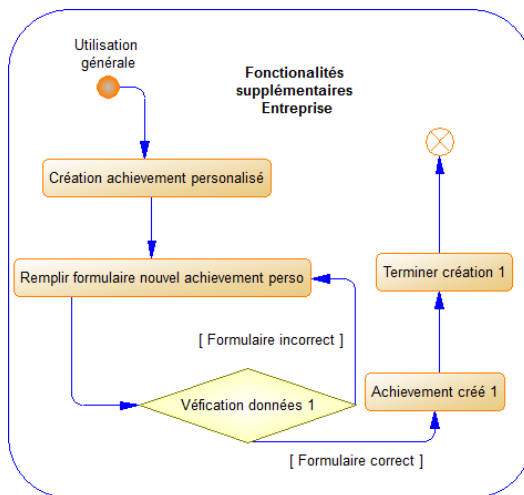 Utilisation
générale
Fonctionalités
supplémentaires
Entreprise
Création achievement personalisé
Remplir formulaire nouvel achievement perso
Terminer création 1
[ Formulaire incorrect ]
Achievement créé 1
Véfication données 1
[ Formulaire correct ]